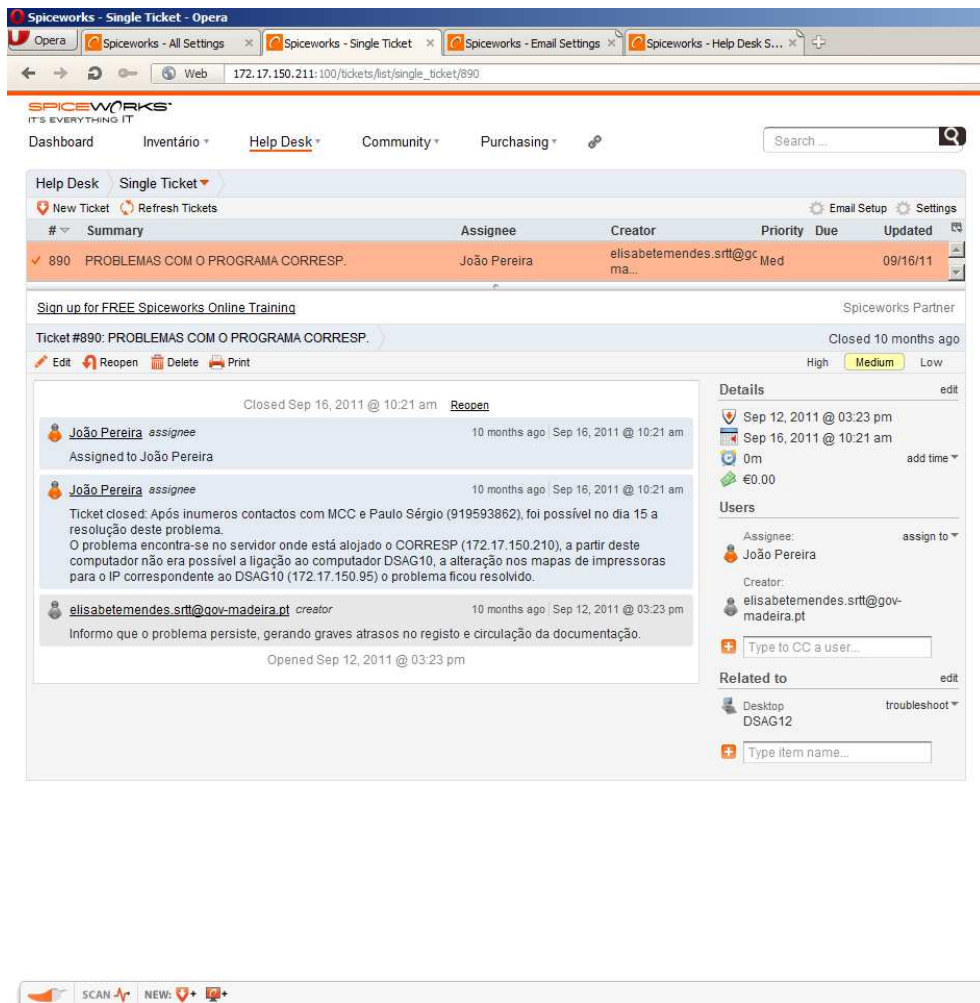 Spiceworks - Single Ticket - Opera
Opera Spiceworks - All Settings Spiceworks - Single Ticket Spiceworks - Email Settings Spiceworks - Help Desk S...
Web 172.17.150.211:100/tickets/list/single_ticket/890
SPICEWORKS
IT'S EVERYTHING IT
Dashboard Inventário Help Desk Community Purchasing Search ...
Help Desk Single Ticket
New Ticket Refresh Tickets Email Setup Settings
# Summary Assignee Creator Priority Due Updated
890 PROBLEMAS COM O PROGRAMA CORRESP. João Pereira elisabetemendes.srtt@gov-ma... Med 09/16/11
Sign up for FREE Spiceworks Online Training Spiceworks Partner
Ticket #890: PROBLEMAS COM O PROGRAMA CORRESP. Closed 10 months ago
Edit Reopen Delete Print High Medium Low
Closed Sep 16, 2011 @ 10:21 am Reopen
João Pereira assignee 10 months ago Sep 16, 2011 @ 10:21 am
Assigned to João Pereira
João Pereira assignee 10 months ago Sep 16, 2011 @ 10:21 am
Ticket closed: Após inumeros contactos com MCC e Paulo Sérgio (919593862), foi possível no dia 15 a
resolução deste problema.
O problema encontra-se no servidor onde está alojado o CORRESP (172.17.150.210), a partir deste
computador não era possível a ligação ao computador DSAG10, a alteração nos mapas de impressoras
para o IP correspondente ao DSAG10 (172.17.150.95) o problema ficou resolvido.
elisabetemendes.srtt@gov-madeira.pt creator 10 months ago Sep 12, 2011 @ 03:23 pm
Informo que o problema persiste, gerando graves atrasos no registo e circulação da documentação.
Opened Sep 12, 2011 @ 03:23 pm
Details edit
Sep 12, 2011 @ 03:23 pm
Sep 16, 2011 @ 10:21 am
0m add time
€0.00
Users
Assignee: assign to
João Pereira
Creator:
elisabetemendes.srtt@gov-
madeira.pt
Type to CC a user...
Related to edit
Desktop troubleshoot
DSAG12
Type item name...
SCAN NEW: